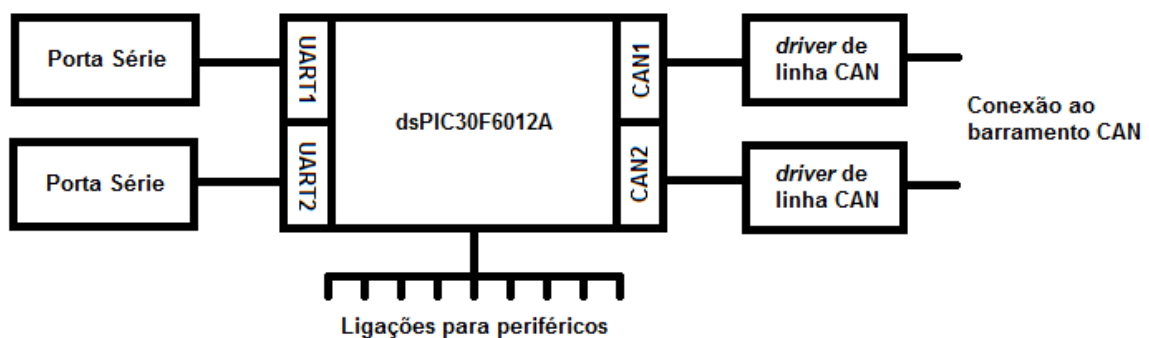 Porta Série
UART1
CAN1
driver de
linha CAN
dsPIC30F6012A
Conexão ao
barramento CAN
Porta Série
UART2
CAN2
driver de
linha CAN
Ligações para periféricos